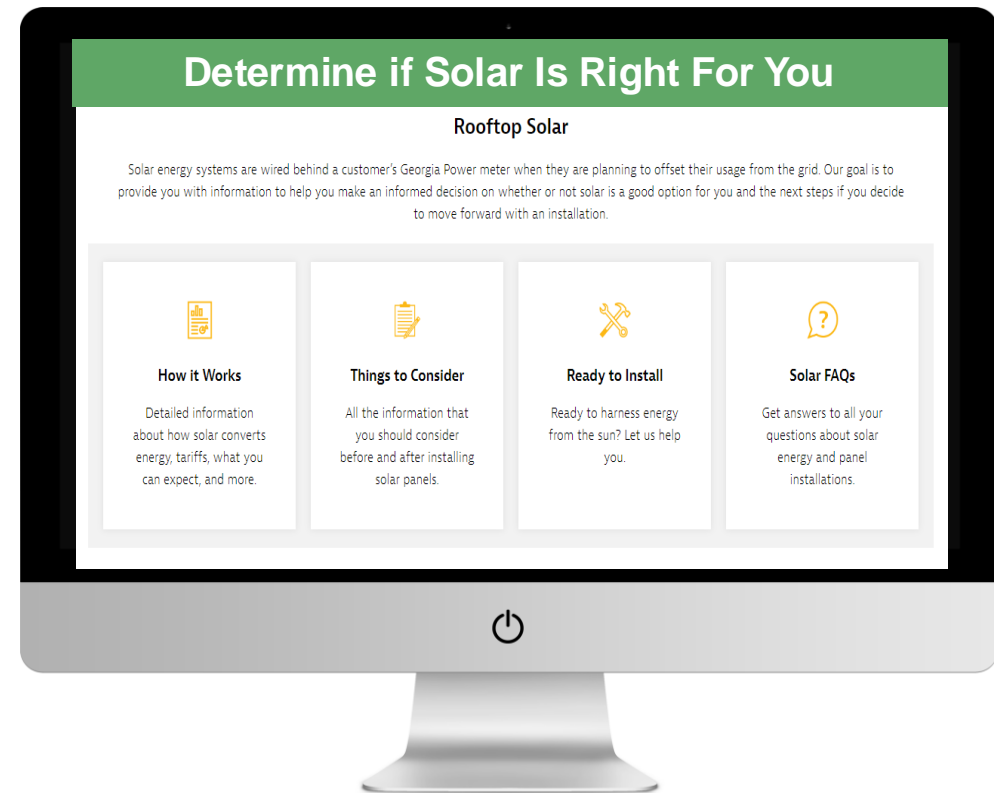 Determine if Solar Is Right For You
Rooftop Solar
Solar energy systems are wired behind a customer's Georgia Power meter when they are planning to offset their usage from the grid. Our goal is to
provide you with information to help you make an informed decision on whether or not solar is a good option for you and the next steps if you decide
to move forward with an installation.
How it Works
Detailed information
about how solar converts
energy, tariffs, what you
can expect, and more.
Things to Consider
All the information that
you should consider
before and after installing
solar panels.
Ready to Install
Ready to harness energy
from the sun? Let us help
you.
Solar FAQs
Get answers to all your
questions about solar
energy and panel
installations.